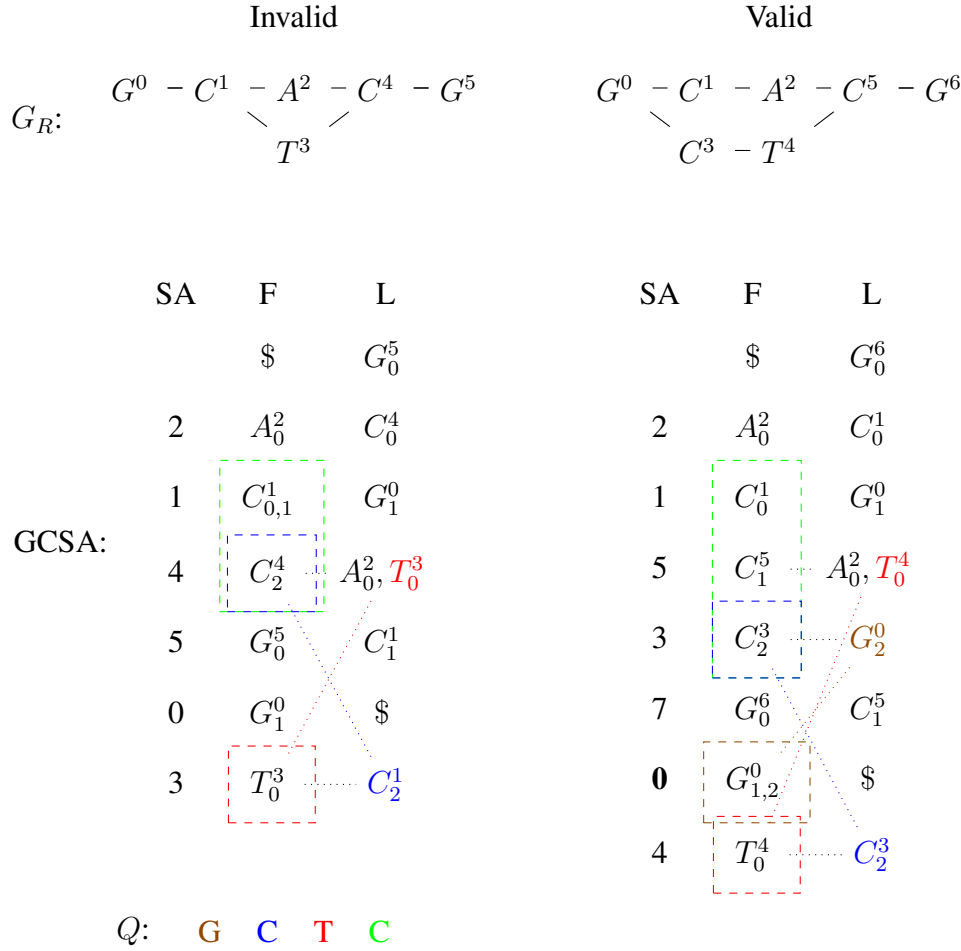 Invalid Valid
G^0 – C^1 – A^2 – C^4 – G^5 G^0 – C^1 – A^2 – C^5 – G^6
G_R:
T^3 C^3 – T^4
SA F L SA F L
$ G_0^5 $ G_0^6
2 A_0^2 C_0^4 2 A_0^2 C_0^1
1 C_{0,1}^1 G_1^0 1 C_0^1 G_1^0
GCSA:
4 C_2^4 A_0^2, T_0^3 5 C_1^5 A_0^2, T_0^4
5 G_0^5 C_1^1 3 C_2^3 G_2^0
0 G_1^0 $ 7 G_0^6 C_1^5
3 T_0^3 C_2^1 0 G_{1,2}^0 $
4 T_0^4 C_2^3
Q: G C T C